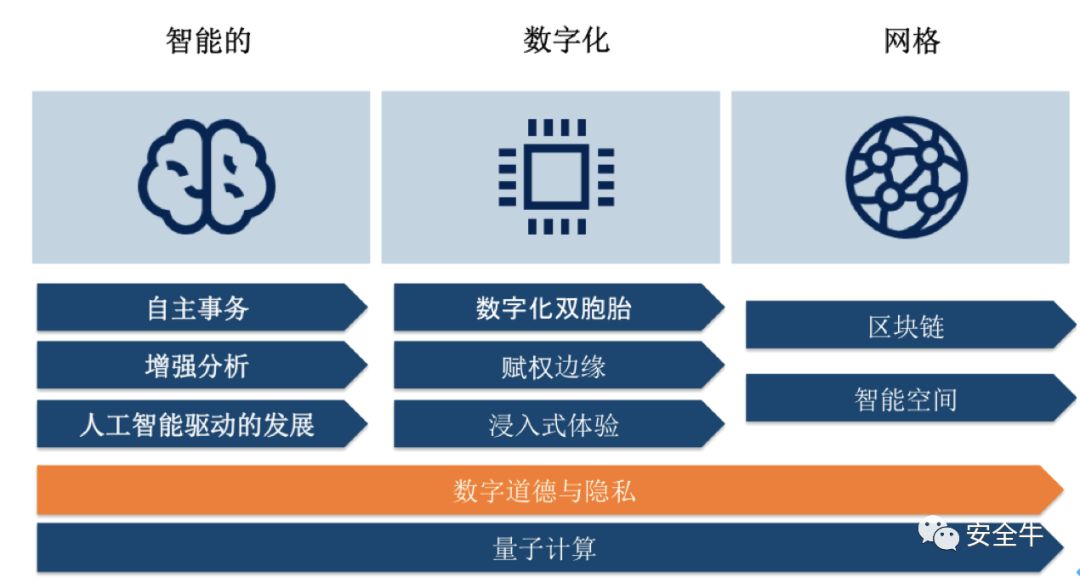 智能的
数字化
网格
自主事务
增强分析
人工智能驱动的发展
数字化双胞胎
赋权边缘
浸入式体验
区块链
智能空间
数字道德与隐私
量子计算
安全牛